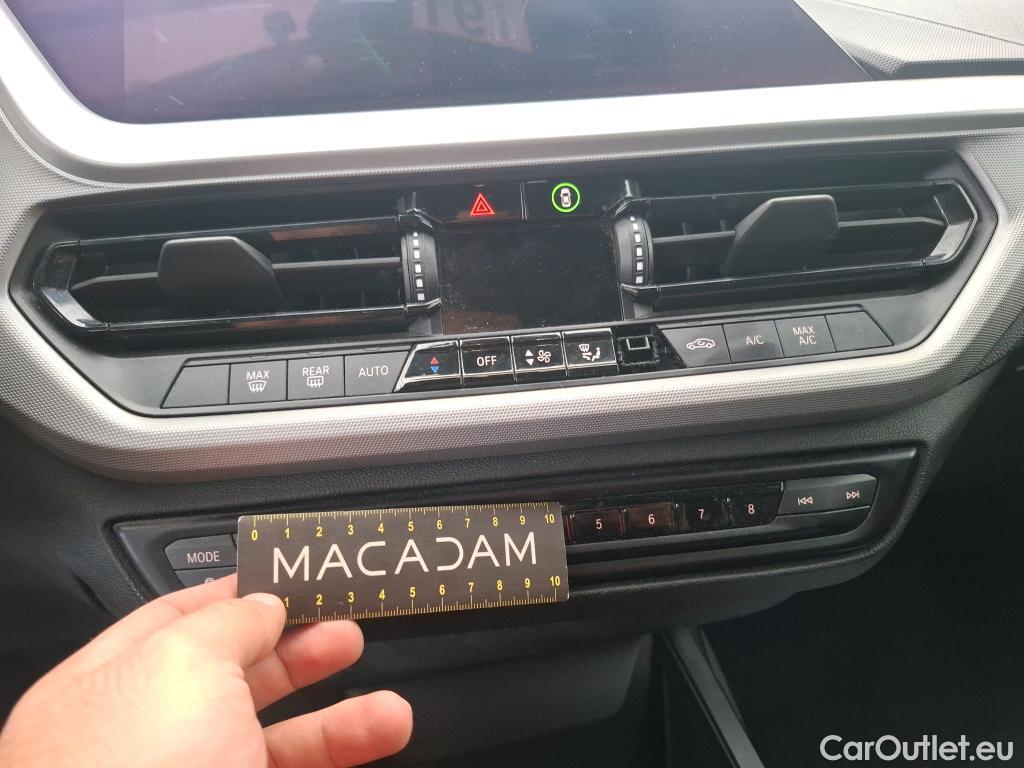 MAX
REAR
AUTO
OFF
A/C
MAX
A/C
MODE
5 6 7 8
0 1 2 3 4 5 6 7 8 9 10
MACADAM
1 2 3 4 5 6 7 8 9 10
CarOutlet.eu